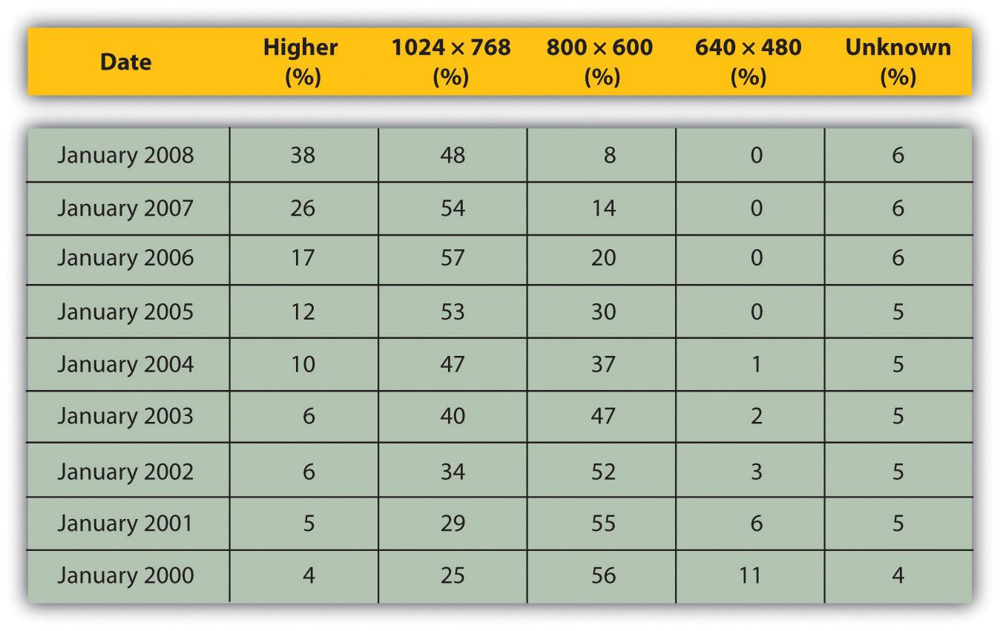 Date Higher (%) 1024 × 768 (%) 800 × 600 (%) 640 × 480 (%) Unknown (%)
January 2008 38 48 8 0 6
January 2007 26 54 14 0 6
January 2006 17 57 20 0 6
January 2005 12 53 30 0 5
January 2004 10 47 37 1 5
January 2003 6 40 47 2 5
January 2002 6 34 52 3 5
January 2001 5 29 55 6 5
January 2000 4 25 56 11 4